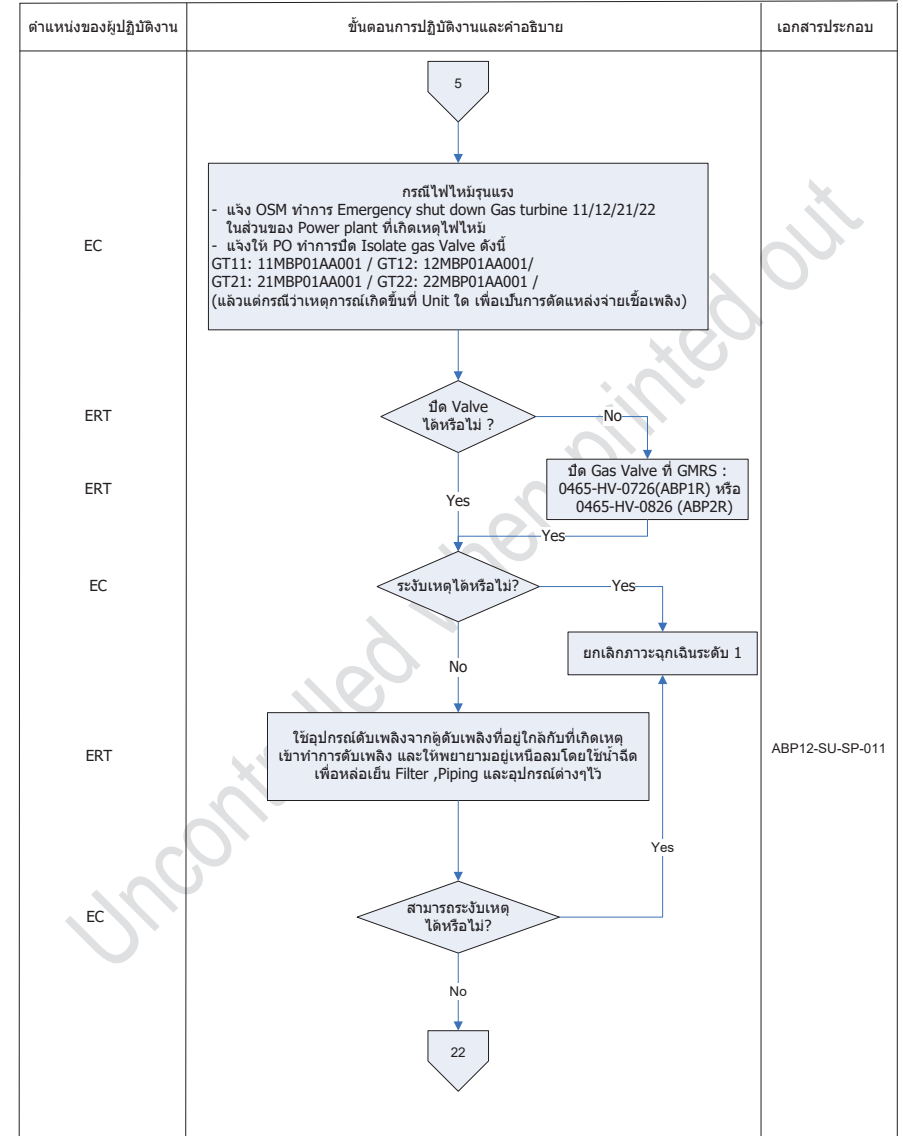 ตำแหน่งของผู้ปฏิบัติงาน
ขั้นตอนการปฏิบัติงานและคำอธิบาย
เอกสารประกอบ
5
EC
กรณีไฟไหม้รุนแรง
- แจ้ง OSM ทำการ Emergency shut down Gas turbine 11/12/21/22
ในส่วนของ Power plant ที่เกิดเหตุไฟไหม้
- แจ้งให้ PO ทำการปิด Isolate gas Valve ดังนี้
GT11: 11MBP01AA001 / GT12: 12MBP01AA001/
GT21: 21MBP01AA001 / GT22: 22MBP01AA001 /
(แล้วแต่กรณีว่าเหตุการณ์เกิดขึ้นที่ Unit ใด เพื่อเป็นการตัดแหล่งจ่ายเชื้อเพลิง)
ERT
ปิด Valve
ได้หรือไม่ ?
No
ERT
ปิด Gas Valve ที่ GMRS :
0465-HV-0726(ABP1R) หรือ
0465-HV-0826 (ABP2R)
Yes
Yes
EC
ระงับเหตุได้หรือไม่?
Yes
ยกเลิกภาวะฉุกเฉินระดับ 1
No
ERT
ใช้อุปกรณ์ดับเพลิงจากตู้ดับเพลิงที่อยู่ใกล้กับที่เกิดเหตุ
เข้าทำการดับเพลิง และให้พยายามอยู่เหนือลมโดยใช้น้ำฉีด
เพื่อหล่อเย็น Filter ,Piping และอุปกรณ์ต่างๆไว้
ABP12-SU-SP-011
Yes
EC
สามารถระงับเหตุ
ได้หรือไม่?
No
22
Uncontrolled when printed out